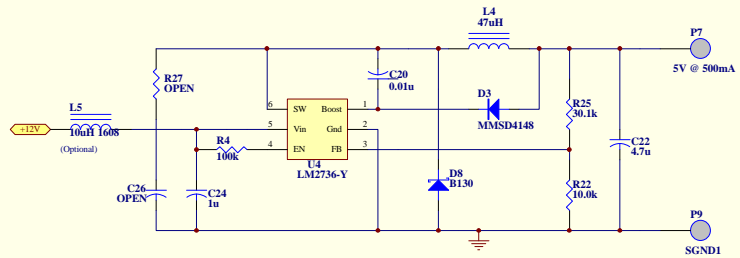 L4
47uH
P7
5V @ 500mA
R27
OPEN
C20
0.01u
L5
+12V
10uH 1608
(Optional)
D3
MMSD4148
R25
30.1k
6
SW
Boost
1
5
Vin
Gnd
2
4
EN
FB
3
R4
100k
U4
LM2736-Y
C22
4.7u
C26
OPEN
C24
1u
D8
B130
R22
10.0k
P9
SGND1